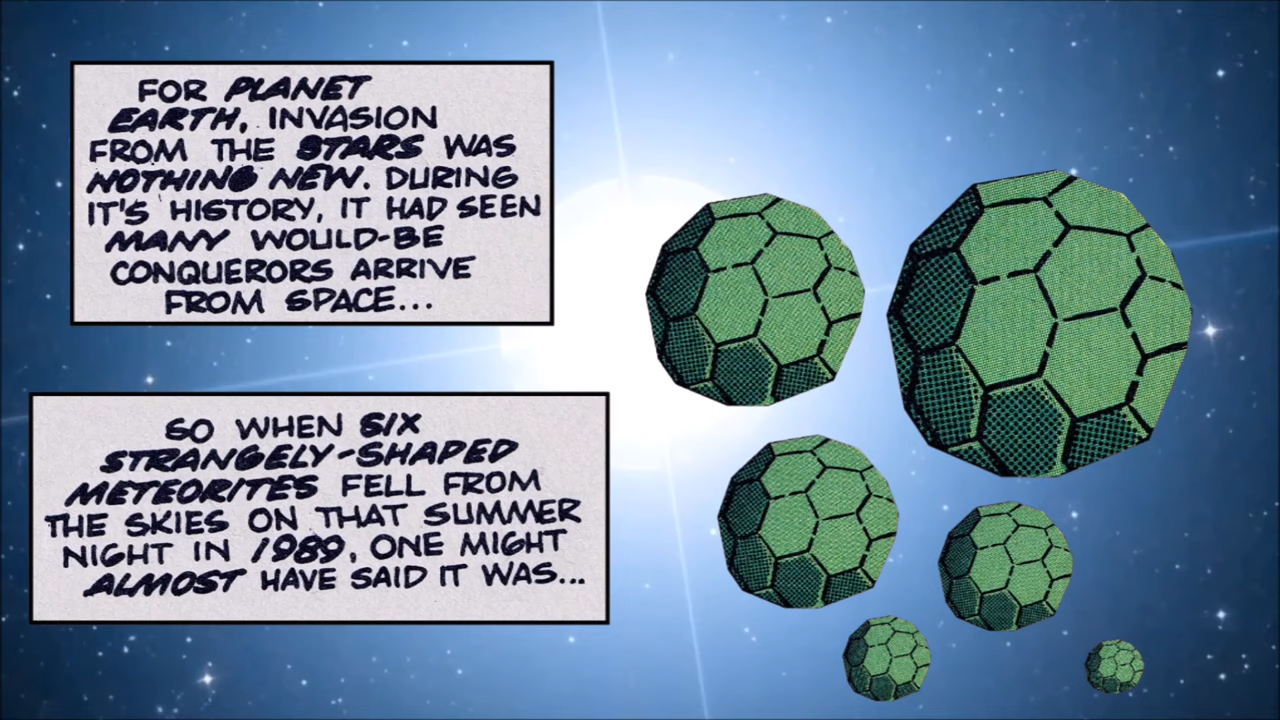 FOR PLANET
EARTH, INVASION
FROM THE STARS WAS
NOTHING NEW. DURING
IT'S HISTORY, IT HAD SEEN
MANY WOULD-BE
CONQUERORS ARRIVE
FROM SPACE...
SO WHEN SIX
STRANGELY-SHAPED
METEORITES FELL FROM
THE SKIES ON THAT SUMMER
NIGHT IN 1989, ONE MIGHT
ALMOST HAVE SAID IT WAS...